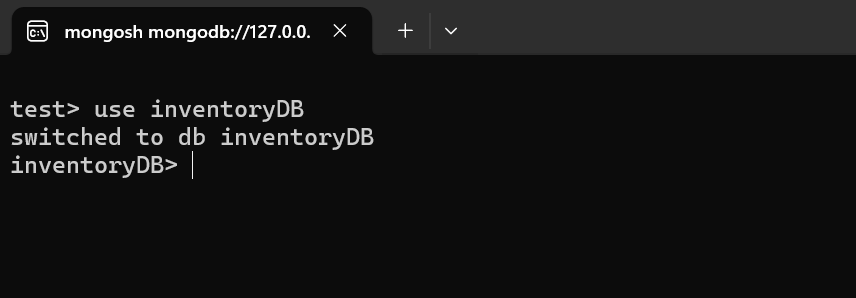 mongosh mongodb://127.0.0.
test> use inventoryDB
switched to db inventoryDB
inventoryDB>